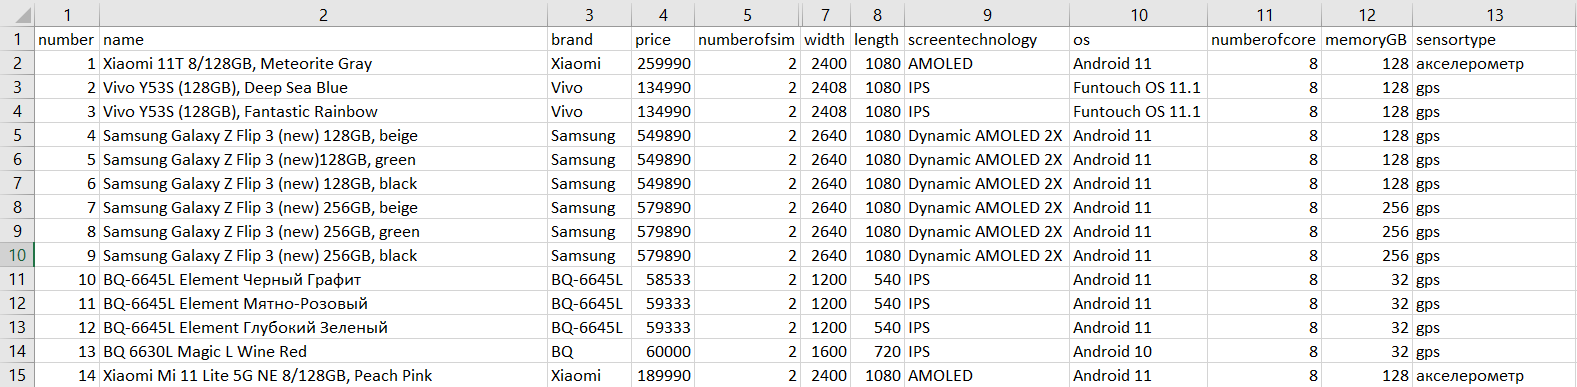 1 2 3 4 5 7 8 9 10 11 12 13
1 number name brand price numberofsim width length screentechnology os numberofcore memoryGB sensortype
2 1 Xiaomi 11T 8/128GB, Meteorite Gray Xiaomi 259990 2 2400 1080 AMOLED Android 11 8 128 акселерометр
3 2 Vivo Y53S (128GB), Deep Sea Blue Vivo 134990 2 2408 1080 IPS Funtouch OS 11.1 8 128 gps
4 3 Vivo Y53S (128GB), Fantastic Rainbow Vivo 134990 2 2408 1080 IPS Funtouch OS 11.1 8 128 gps
5 4 Samsung Galaxy Z Flip 3 (new) 128GB, beige Samsung 549890 2 2640 1080 Dynamic AMOLED 2X Android 11 8 128 gps
6 5 Samsung Galaxy Z Flip 3 (new)128GB, green Samsung 549890 2 2640 1080 Dynamic AMOLED 2X Android 11 8 128 gps
7 6 Samsung Galaxy Z Flip 3 (new) 128GB, black Samsung 549890 2 2640 1080 Dynamic AMOLED 2X Android 11 8 128 gps
8 7 Samsung Galaxy Z Flip 3 (new) 256GB, beige Samsung 579890 2 2640 1080 Dynamic AMOLED 2X Android 11 8 256 gps
9 8 Samsung Galaxy Z Flip 3 (new) 256GB, green Samsung 579890 2 2640 1080 Dynamic AMOLED 2X Android 11 8 256 gps
10 9 Samsung Galaxy Z Flip 3 (new) 256GB, black Samsung 579890 2 2640 1080 Dynamic AMOLED 2X Android 11 8 256 gps
11 10 BQ-6645L Element Черный Графит BQ-6645L 58533 2 1200 540 IPS Android 11 8 32 gps
12 11 BQ-6645L Element Мятно-Розовый BQ-6645L 59333 2 1200 540 IPS Android 11 8 32 gps
13 12 BQ-6645L Element Глубокий Зеленый BQ-6645L 59333 2 1200 540 IPS Android 11 8 32 gps
14 13 BQ 6630L Magic L Wine Red BQ 60000 2 1600 720 IPS Android 10 8 32 gps
15 14 Xiaomi Mi 11 Lite 5G NE 8/128GB, Peach Pink Xiaomi 189990 2 2400 1080 AMOLED Android 11 8 128 акселерометр